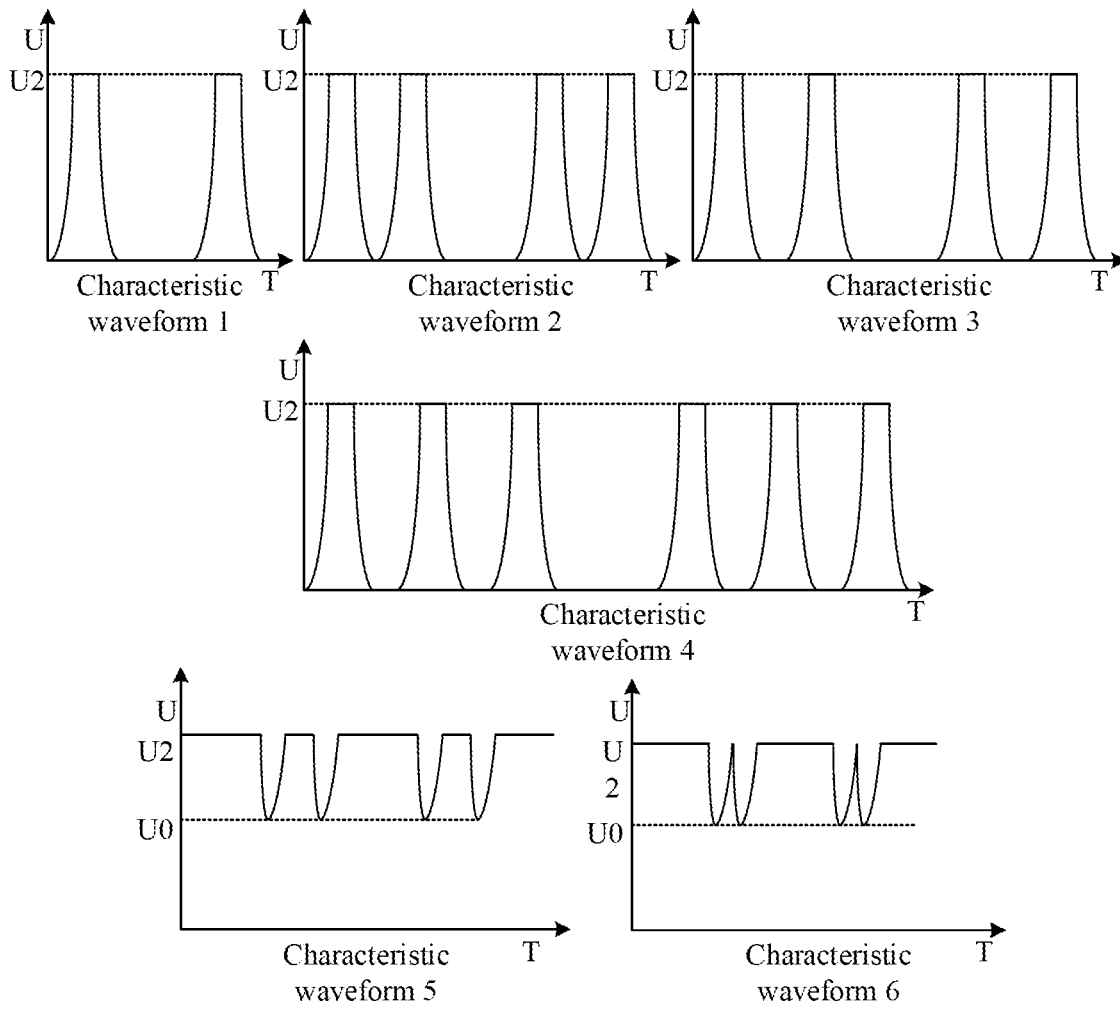 U
U2
T
Characteristic
waveform 1
U
U2
T
Characteristic
waveform 2
U
U2
T
Characteristic
waveform 3
U
U2
T
Characteristic
waveform 4
U
U2
U0
T
Characteristic
waveform 5
U
U
2
U0
T
Characteristic
waveform 6